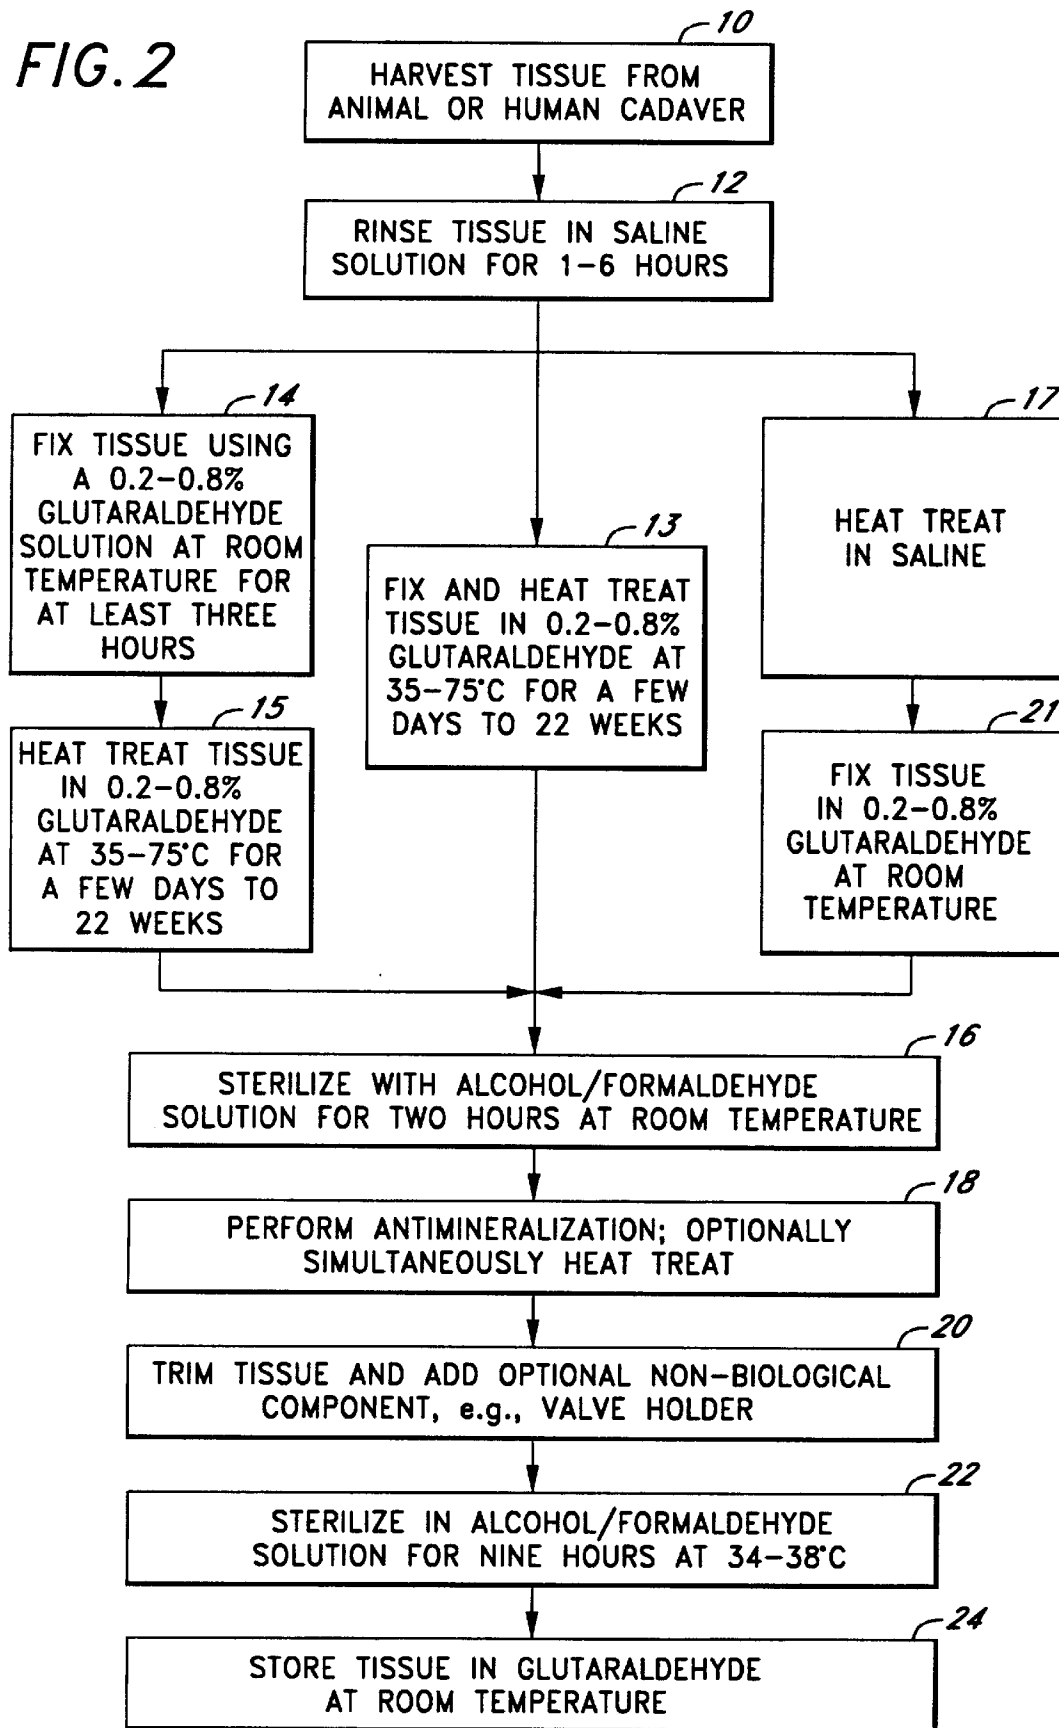 FIG. 2
10
HARVEST TISSUE FROM
ANIMAL OR HUMAN CADAVER
12
RINSE TISSUE IN SALINE
SOLUTION FOR 1-6 HOURS
14
FIX TISSUE USING
A 0.2-0.8%
GLUTARALDEHYDE
SOLUTION AT ROOM
TEMPERATURE FOR
AT LEAST THREE
HOURS
15
HEAT TREAT TISSUE
IN 0.2-0.8%
GLUTARALDEHYDE
AT 35-75°C FOR
A FEW DAYS TO
22 WEEKS
13
FIX AND HEAT TREAT
TISSUE IN 0.2-0.8%
GLUTARALDEHYDE AT
35-75°C FOR A FEW
DAYS TO 22 WEEKS
17
HEAT TREAT
IN SALINE
21
FIX TISSUE
IN 0.2-0.8%
GLUTARALDEHYDE
AT ROOM
TEMPERATURE
16
STERILIZE WITH ALCOHOL/FORMALDEHYDE
SOLUTION FOR TWO HOURS AT ROOM TEMPERATURE
18
PERFORM ANTIMINERALIZATION; OPTIONALLY
SIMULTANEOUSLY HEAT TREAT
20
TRIM TISSUE AND ADD OPTIONAL NON-BIOLOGICAL
COMPONENT, e.g., VALVE HOLDER
22
STERILIZE IN ALCOHOL/FORMALDEHYDE
SOLUTION FOR NINE HOURS AT 34-38°C
24
STORE TISSUE IN GLUTARALDEHYDE
AT ROOM TEMPERATURE